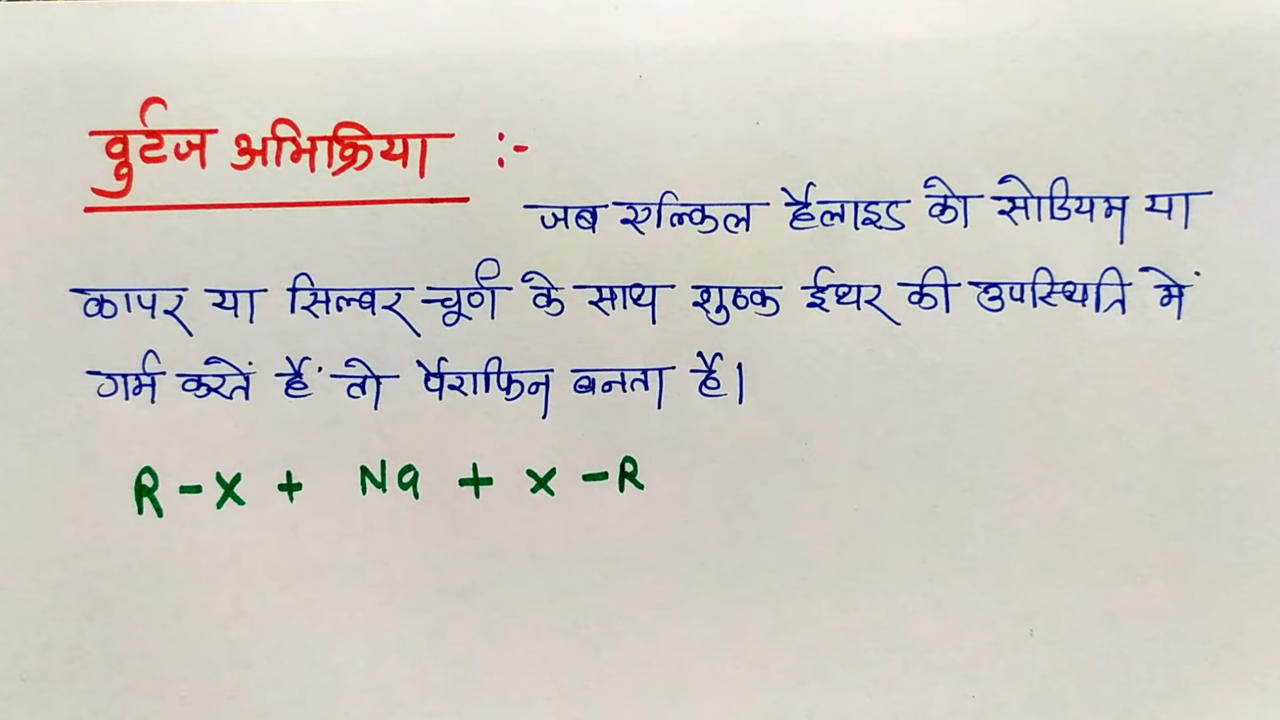 वुर्टज अभिक्रिया :-
जब एल्किल हैलाइड को सोडियम या
कापर या सिल्वर चूर्ण के साथ शुष्क ईथर की उपस्थिति में
गर्म करतें हैं तो पैराफिन बनता है।
R - X + Na + X - R